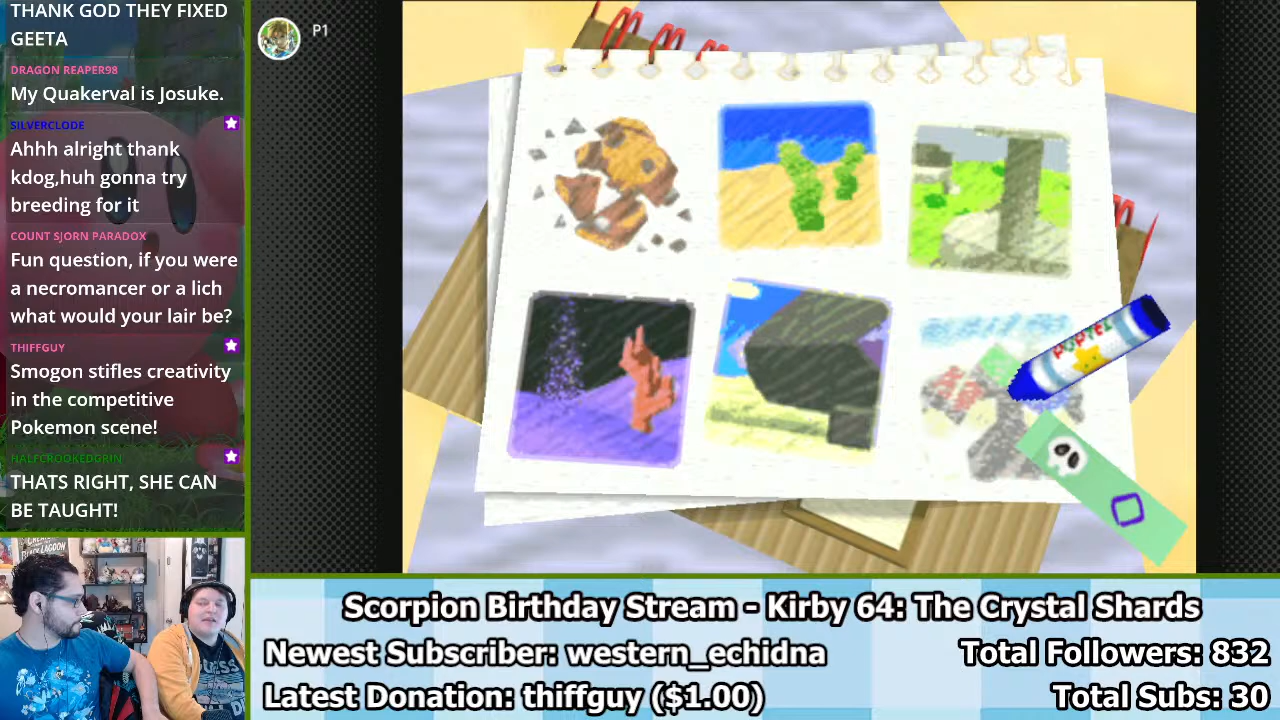 THANK GOD THEY FIXED
GEETA
DRAGON REAPER98
My Quakerval is Josuke.
SILVERCLODE
Ahhh alright thank
kdog,huh gonna try
breeding for it
COUNT SJORN PARADOX
Fun question, if you were
a necromancer or a lich
what would your lair be?
THIFFGUY
Smogon stifles creativity
in the competitive
Pokemon scene!
HALFCROOKEDGRIN
THATS RIGHT, SHE CAN
BE TAUGHT!
P1
POPSTAR
BLACK LAGOON
Scorpion Birthday Stream - Kirby 64: The Crystal Shards
Newest Subscriber: western_echidna
Total Followers: 832
Latest Donation: thiffguy ($1.00)
Total Subs: 30